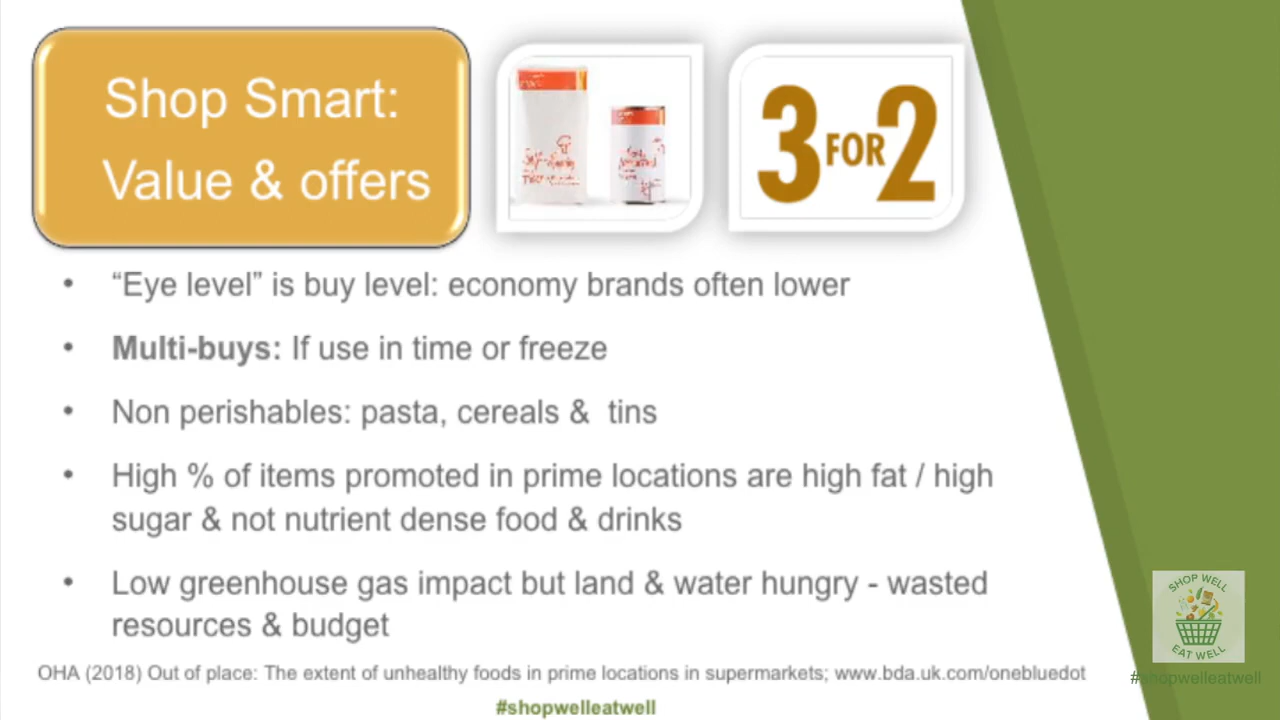 Shop Smart:
Value & offers
3 FOR 2
• “Eye level” is buy level: economy brands often lower
• Multi-buys: If use in time or freeze
• Non perishables: pasta, cereals & tins
• High % of items promoted in prime locations are high fat / high
sugar & not nutrient dense food & drinks
• Low greenhouse gas impact but land & water hungry - wasted
resources & budget
OHA (2018) Out of place: The extent of unhealthy foods in prime locations in supermarkets; www.bda.uk.com/onebluedot
#shopwelleatwell
SHOP WELL
EAT WELL
#shopwelleatwell